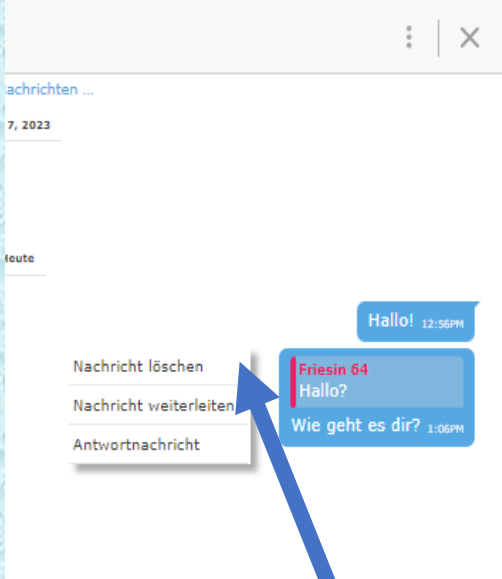 achrichten ...
7, 2023
Heute
Hallo! 12:56PM
Friesin 64
Hallo?
Wie geht es dir? 1:06PM
Nachricht löschen
Nachricht weiterleiten
Antwortnachricht